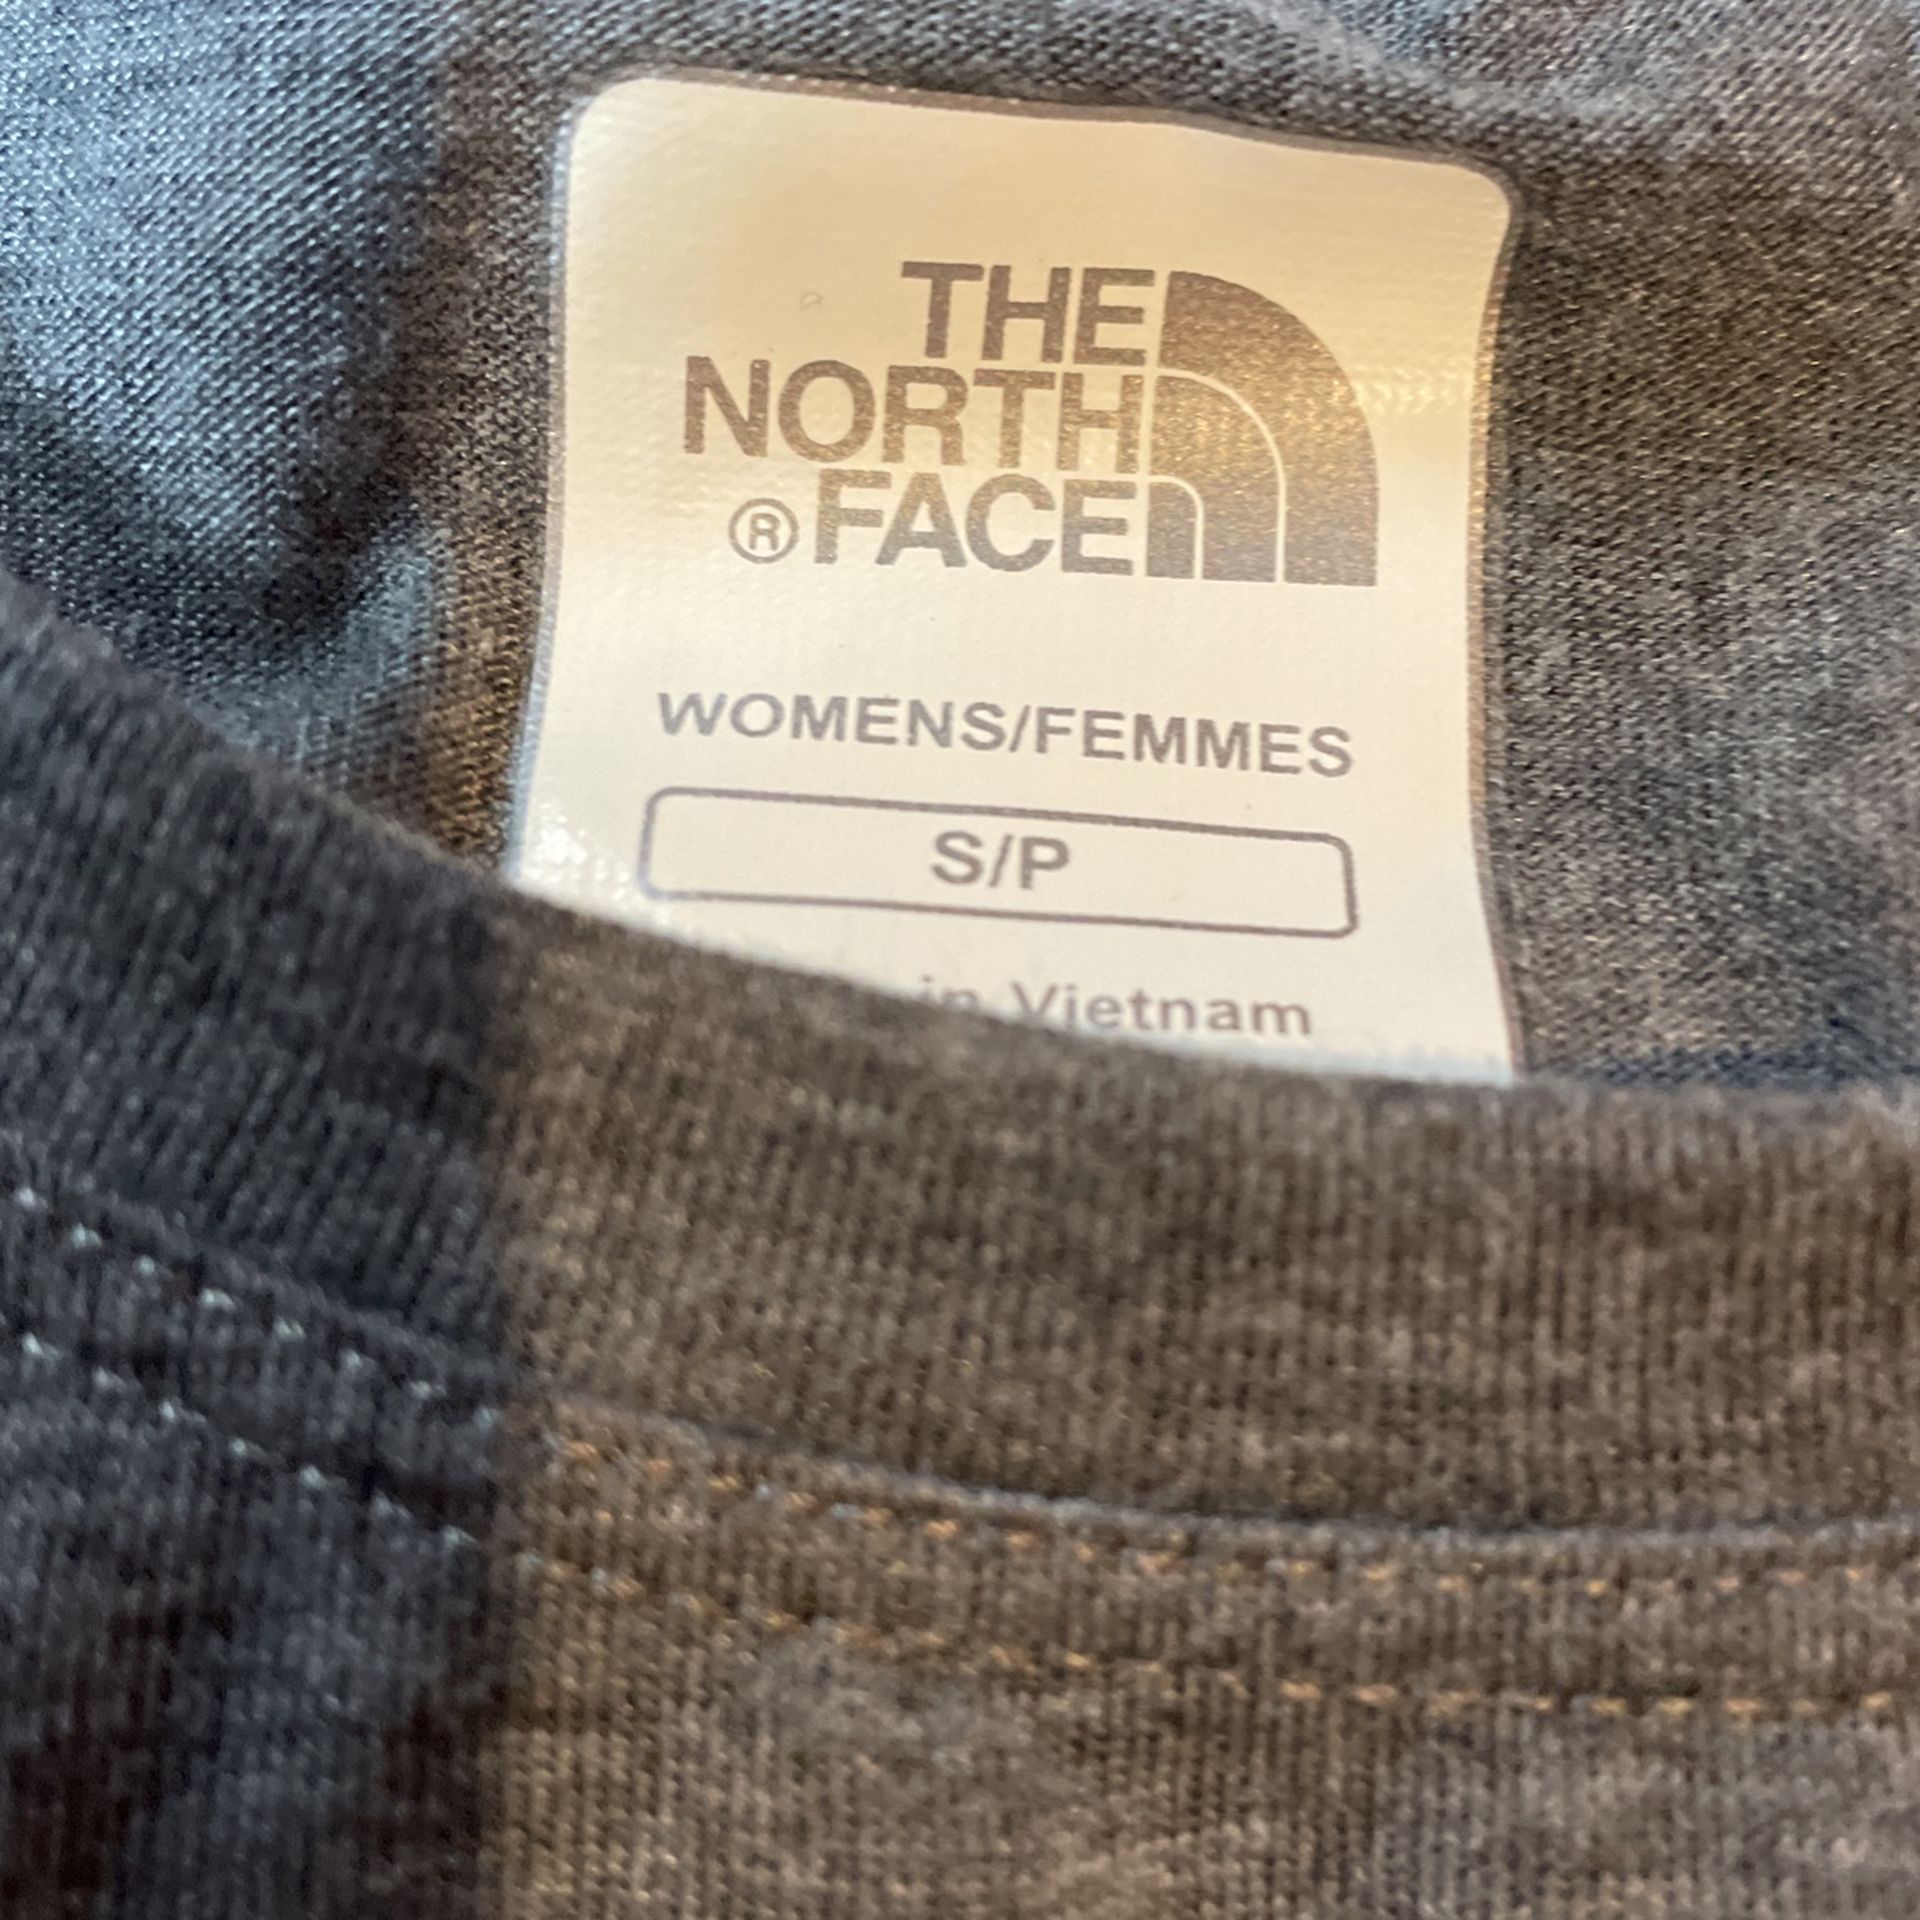 THE
NORTH
® FACE
WOMENS/FEMMES
S/P
in Vietnam